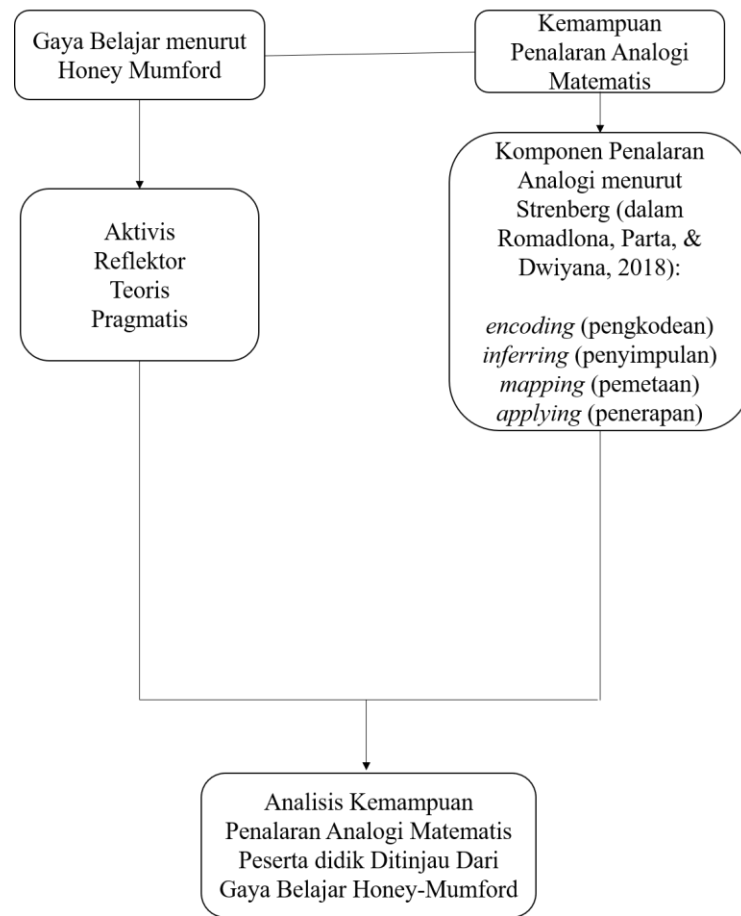 Gaya Belajar menurut
Honey Mumford
Kemampuan
Penalaran Analogi
Matematis
Aktivis
Reflektor
Teoris
Pragmatis
Komponen Penalaran
Analogi menurut
Strenberg (dalam
Romadlona, Parta, &
Dwiyana, 2018):
encoding (pengkodean)
inferring (penyimpulan)
mapping (pemetaan)
applying (penerapan)
Analisis Kemampuan
Penalaran Analogi Matematis
Peserta didik Ditinjau Dari
Gaya Belajar Honey-Mumford